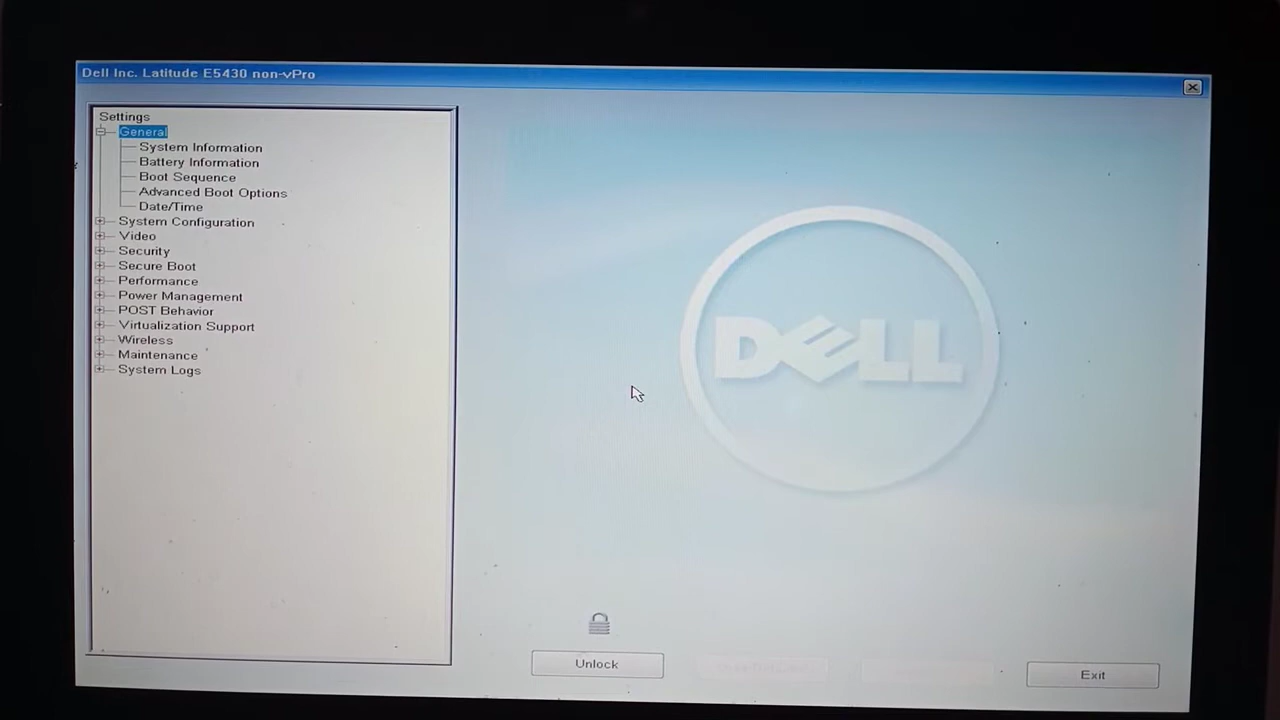 Dell Inc. Latitude E5430 non-vPro
Settings
General
System Information
Battery Information
Boot Sequence
Advanced Boot Options
Date/Time
System Configuration
Video
Security
Secure Boot
Performance
Power Management
POST Behavior
Virtualization Support
Wireless
Maintenance
System Logs
DELL
Unlock
Exit